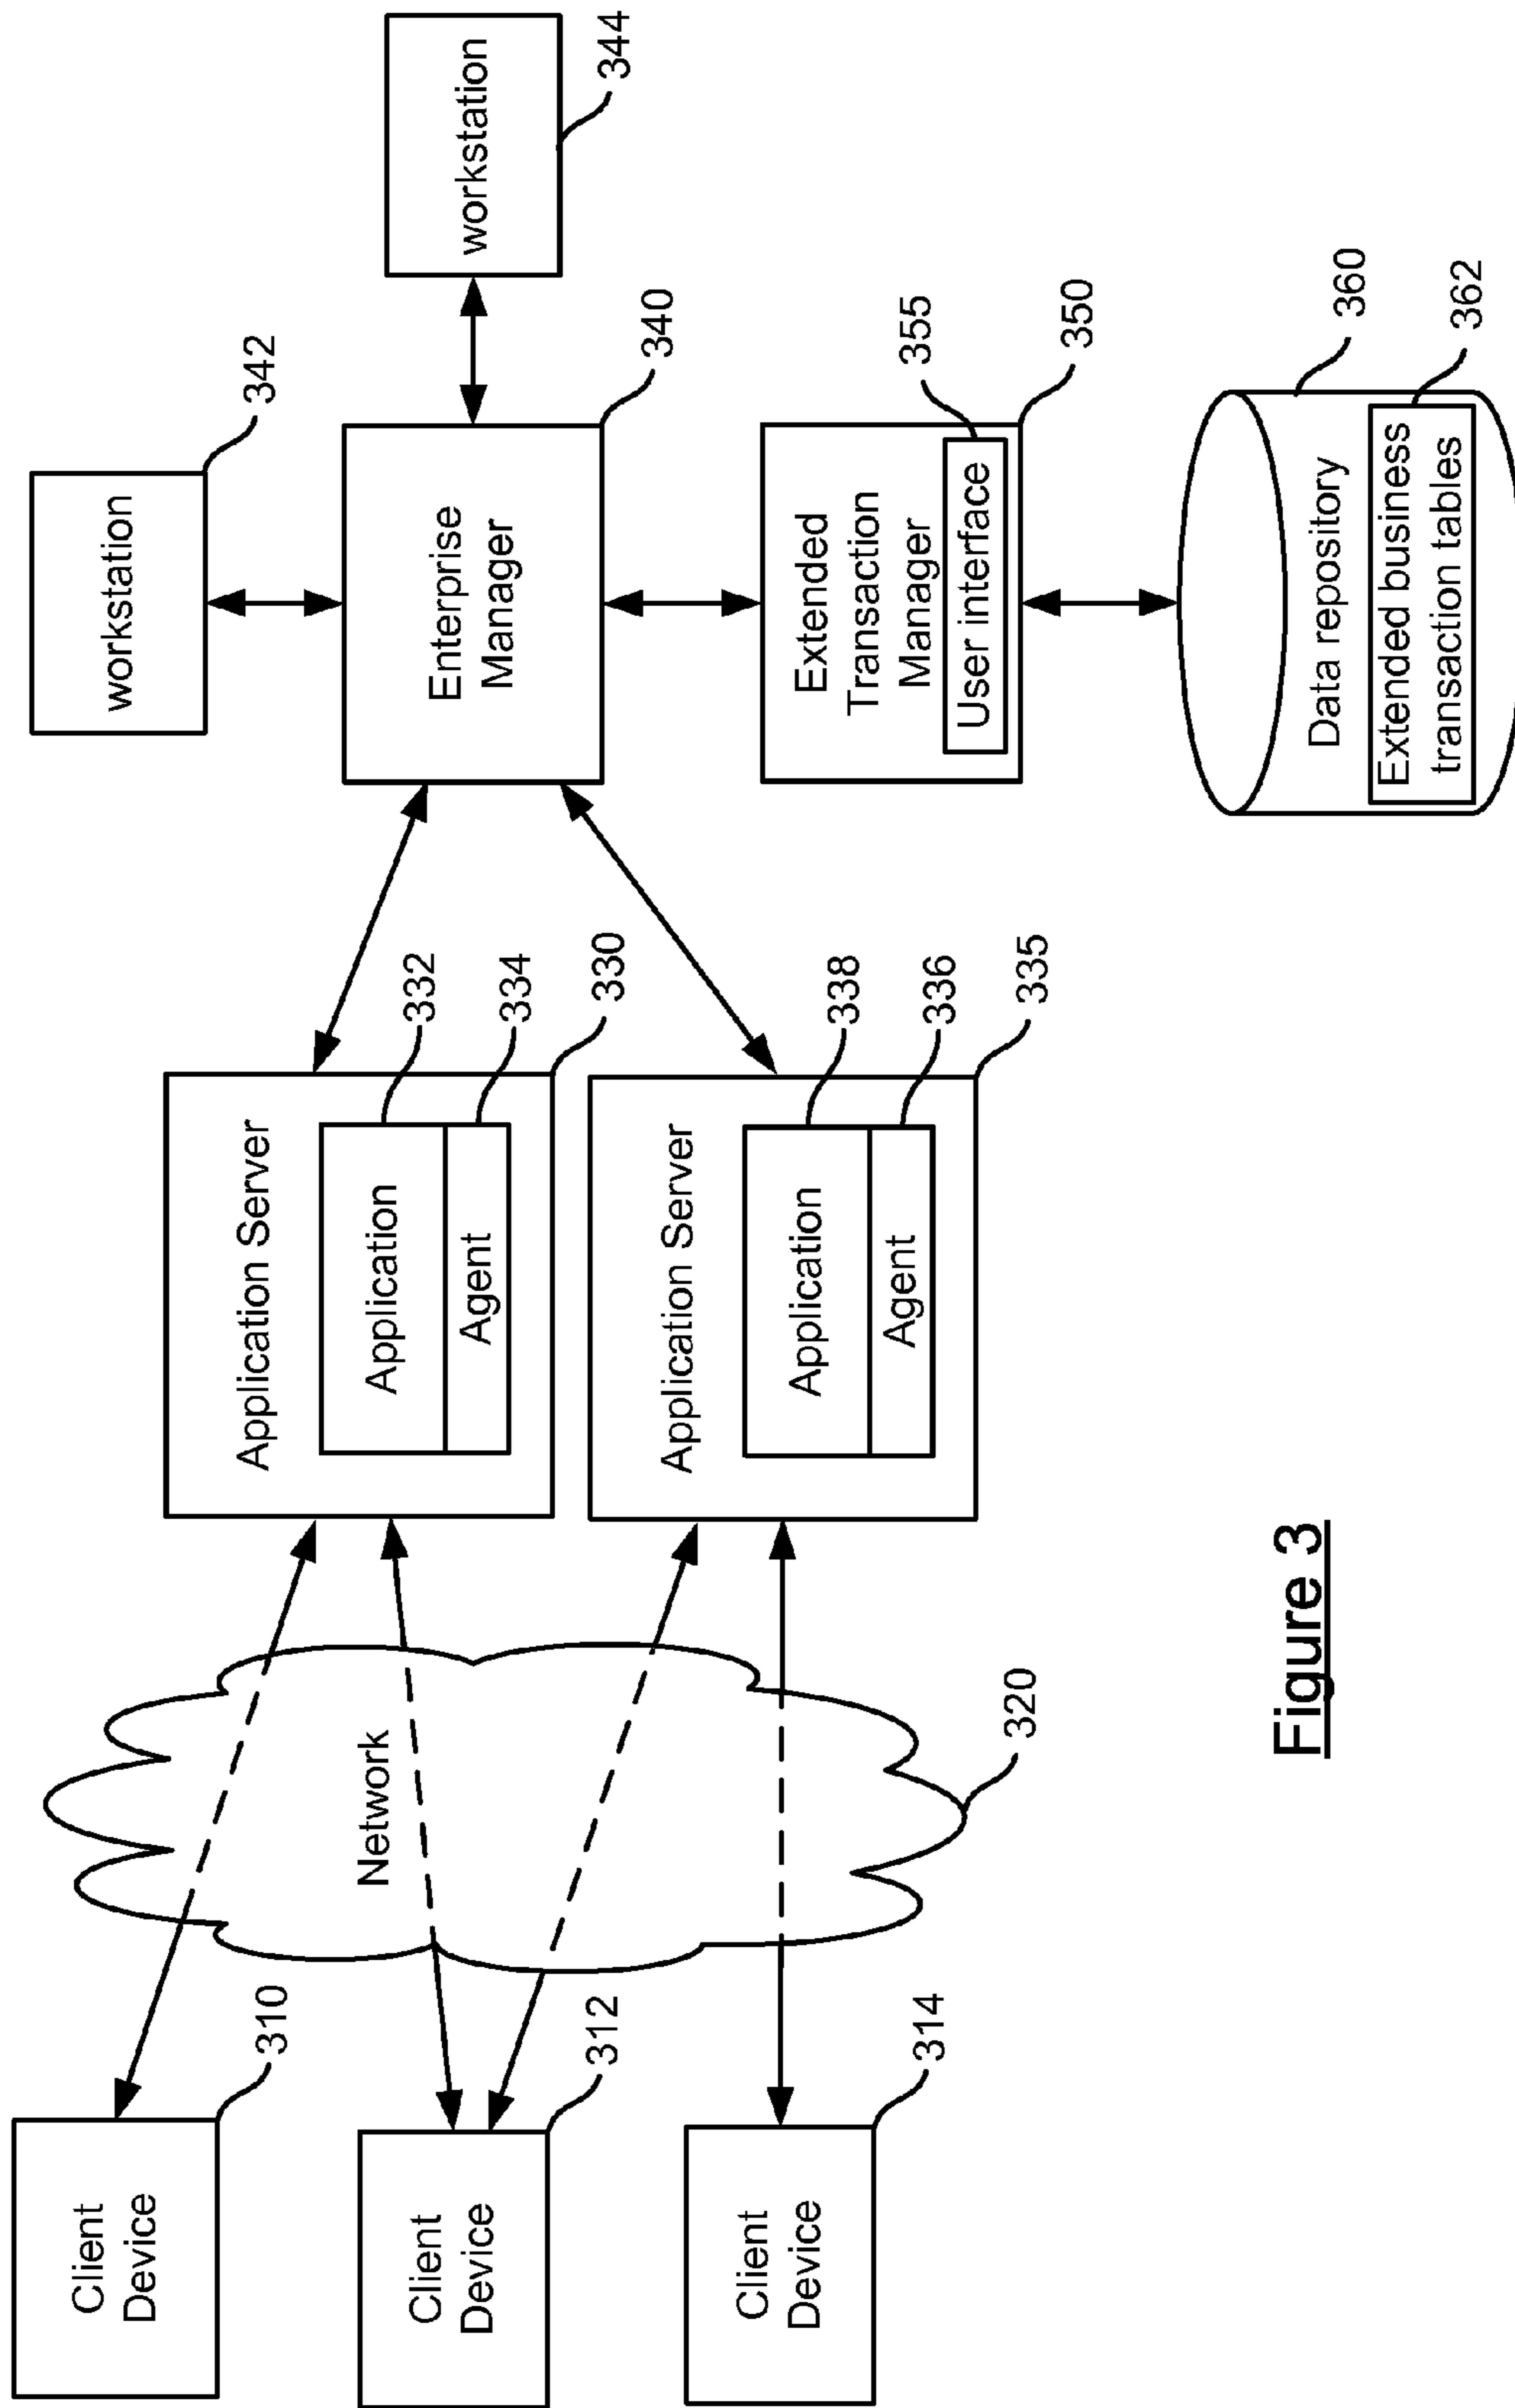 Client
Device
310
Client
Device
312
Client
Device
314
Network
320
Application Server
Application
332
Agent
334
330
Application Server
Application
338
Agent
336
335
workstation
342
Enterprise
Manager
340
workstation
344
Extended
Transaction
Manager
User interface
355
350
Data repository
360
Extended business
transaction tables
362
Figure 3